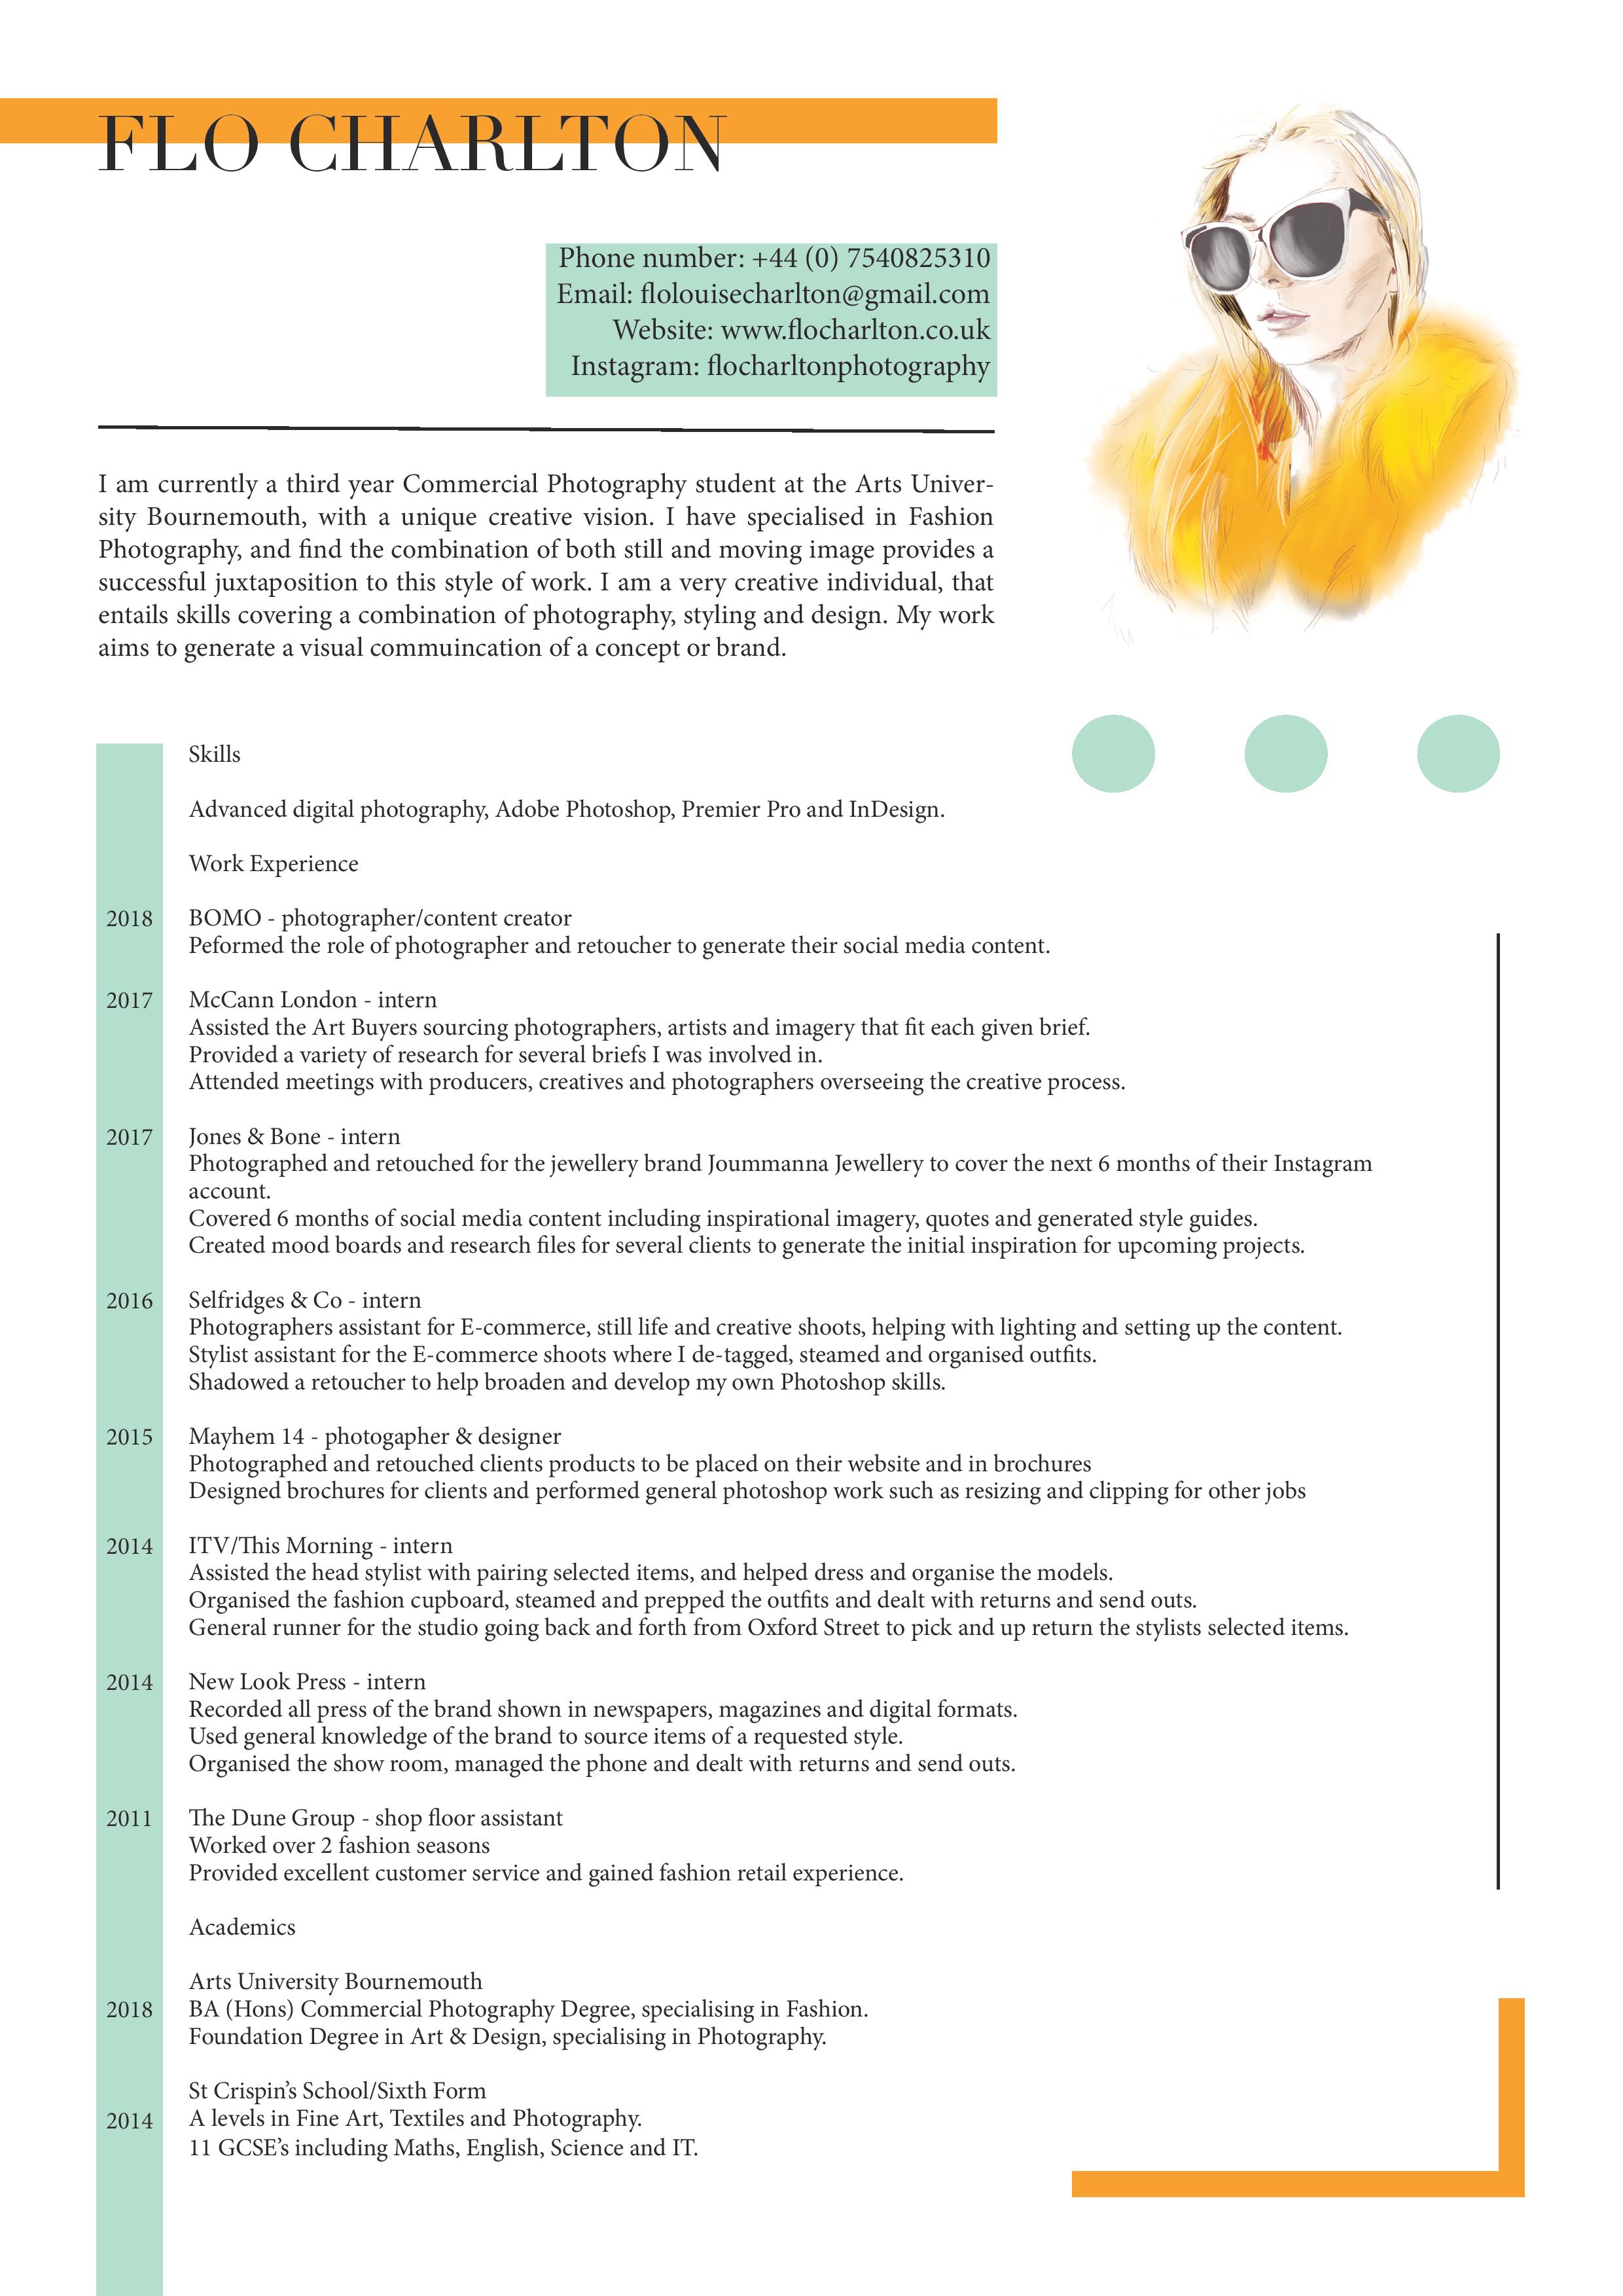 FLO CHARLTON
Phone number: +44 (0) 7540825310
Email: flolouisecharlton@gmail.com
Website: www.flocharlton.co.uk
Instagram: flocharltonphotography
I am currently a third year Commercial Photography student at the Arts Univer-
sity Bournemouth, with a unique creative vision. I have specialised in Fashion
Photography, and find the combination of both still and moving image provides a
successful juxtaposition to this style of work. I am a very creative individual, that
entails skills covering a combination of photography, styling and design. My work
aims to generate a visual commuincation of a concept or brand.
Skills
Advanced digital photography, Adobe Photoshop, Premier Pro and InDesign.
Work Experience
2018 BOMO - photographer/content creator
Peformed the role of photographer and retoucher to generate their social media content.
2017 McCann London - intern
Assisted the Art Buyers sourcing photographers, artists and imagery that fit each given brief.
Provided a variety of research for several briefs I was involved in.
Attended meetings with producers, creatives and photographers overseeing the creative process.
2017 Jones & Bone - intern
Photographed and retouched for the jewellery brand Joummanna Jewellery to cover the next 6 months of their Instagram
account.
Covered 6 months of social media content including inspirational imagery, quotes and generated style guides.
Created mood boards and research files for several clients to generate the initial inspiration for upcoming projects.
2016 Selfridges & Co - intern
Photographers assistant for E-commerce, still life and creative shoots, helping with lighting and setting up the content.
Stylist assistant for the E-commerce shoots where I de-tagged, steamed and organised outfits.
Shadowed a retoucher to help broaden and develop my own Photoshop skills.
2015 Mayhem 14 - photogapher & designer
Photographed and retouched clients products to be placed on their website and in brochures
Designed brochures for clients and performed general photoshop work such as resizing and clipping for other jobs
2014 ITV/This Morning - intern
Assisted the head stylist with pairing selected items, and helped dress and organise the models.
Organised the fashion cupboard, steamed and prepped the outfits and dealt with returns and send outs.
General runner for the studio going back and forth from Oxford Street to pick and up return the stylists selected items.
2014 New Look Press - intern
Recorded all press of the brand shown in newspapers, magazines and digital formats.
Used general knowledge of the brand to source items of a requested style.
Organised the show room, managed the phone and dealt with returns and send outs.
2011 The Dune Group - shop floor assistant
Worked over 2 fashion seasons
Provided excellent customer service and gained fashion retail experience.
Academics
Arts University Bournemouth
2018 BA (Hons) Commercial Photography Degree, specialising in Fashion.
Foundation Degree in Art & Design, specialising in Photography.
St Crispin's School/Sixth Form
2014 A levels in Fine Art, Textiles and Photography.
11 GCSE's including Maths, English, Science and IT.